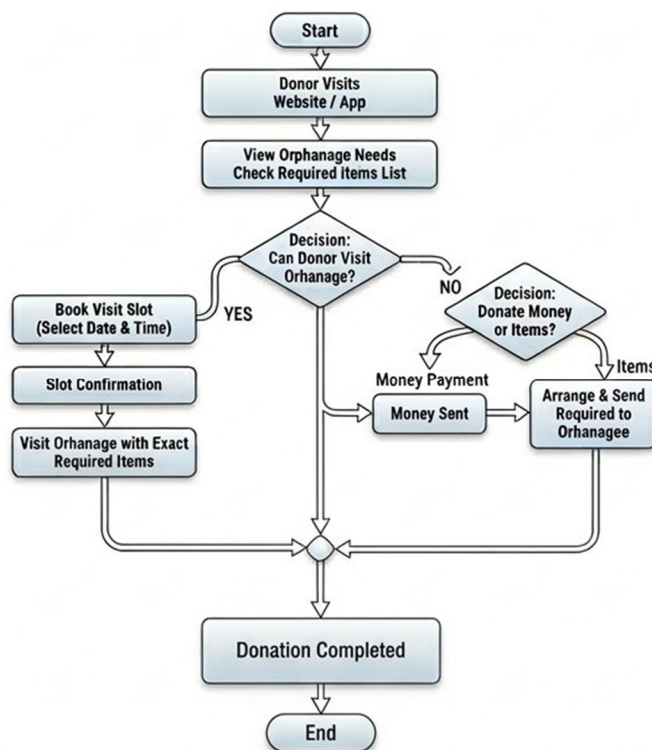 Start
Donor Visits
Website / App
View Orphanage Needs
Check Required items List
Decision:
Can Donor Visit
Orhanage?
YES
NO
Book Visit Slot
(Select Date & Time)
Slot Confirmation
Visit Orhanage with Exact
Required Items
Decision:
Donate Money
or Items?
Money Payment
Money Sent
Items
Arrange & Send
Required to
Orhanagee
Donation Completed
End